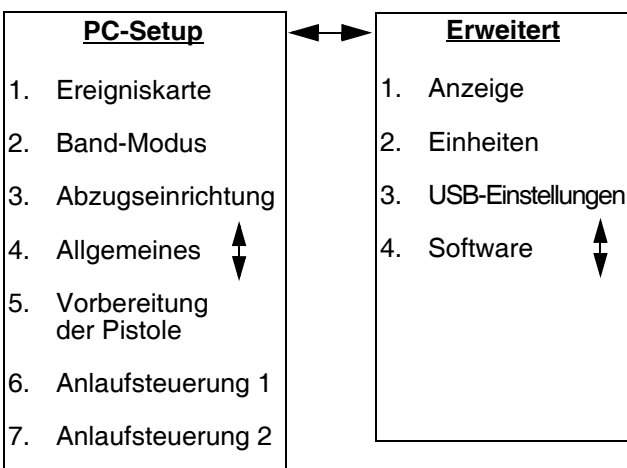 PC-Setup
1. Ereigniskarte
2. Band-Modus
3. Abzugseinrichtung
4. Allgemeines
5. Vorbereitung
der Pistole
6. Anlaufsteuerung 1
7. Anlaufsteuerung 2
Erweitert
1. Anzeige
2. Einheiten
3. USB-Einstellungen
4. Software